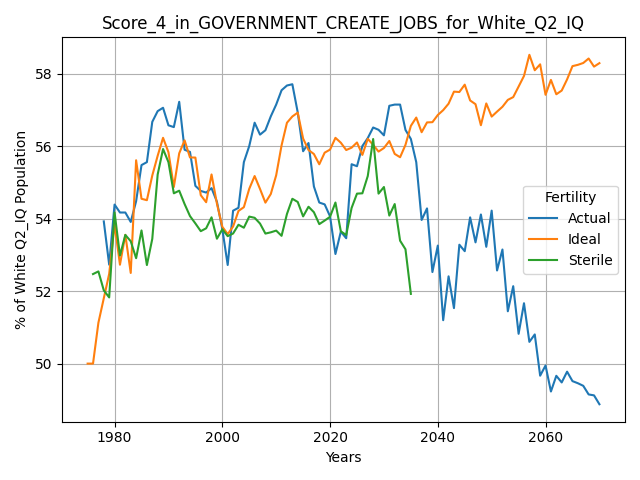 Score_4_in_GOVERNMENT_CREATE_JOBS_for_White_Q2_IQ
% of White Q2_IQ Population
58
56
54
52
50
Fertility
Actual
Ideal
Sterile
1980
2000
2020
2040
2060
Years